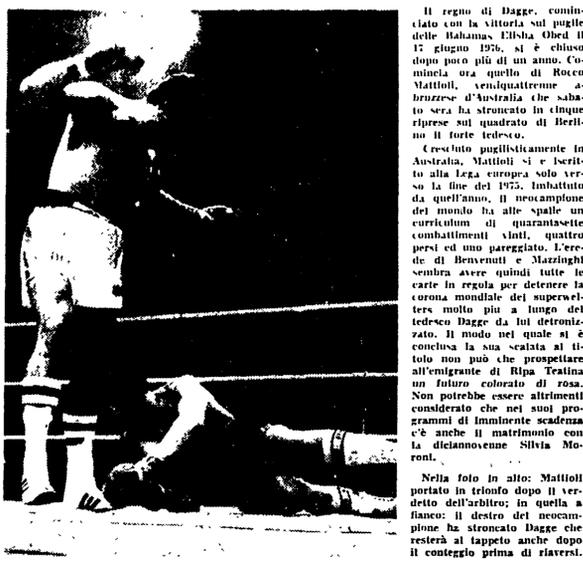 Il regno di Dagge, comin-
ciato con la vittoria sul pugile
delle Bahamas Elisha Obed il
17 giugno 1976, si è chiuso
dopo poco più di un anno. Co-
mincia ora quello di Rocco
Mattioli, ventiquattrenne a-
bruzzese d'Australia che saba-
to sera ha stroncato in cinque
riprese sul quadrato di Berli-
no il forte tedesco.
Cresciuto pugilisticamente in
Australia, Mattioli si e iscrit-
to alla Lega europea solo ver-
so la fine del 1975. Imbattuto
da quell'anno, il neocampione
del mondo ha alle spalle un
curriculum di quarantasette
combattimenti vinti, quattro
persi ed uno pareggiato. L'ere-
de di Benvenuti e Mazzinghi
sembra avere quindi tutte le
carte in regola per detenere la
corona mondiale dei superwel-
ters molto piu a lungo del
tedesco Dagge da lui detroniz-
zato. Il modo nel quale si è
conclusa la sua scalata al ti-
tolo non può che prospettare
all'emigrante di Ripa Teatina
un futuro colorato di rosa.
Non potrebbe essere altrimenti
considerato che nei suoi pro-
grammi di imminente scadenza
c'è anche il matrimonio con
la diciannovenne Silvia Mo-
roni.
Nella foto in alto: Mattioli
portato in trionfo dopo il ver-
detto dell'arbitro; in quella a
fianco: il destro del neocam-
pione ha stroncato Dagge che
resterà al tappeto anche dopo
il conteggio prima di riaversi.